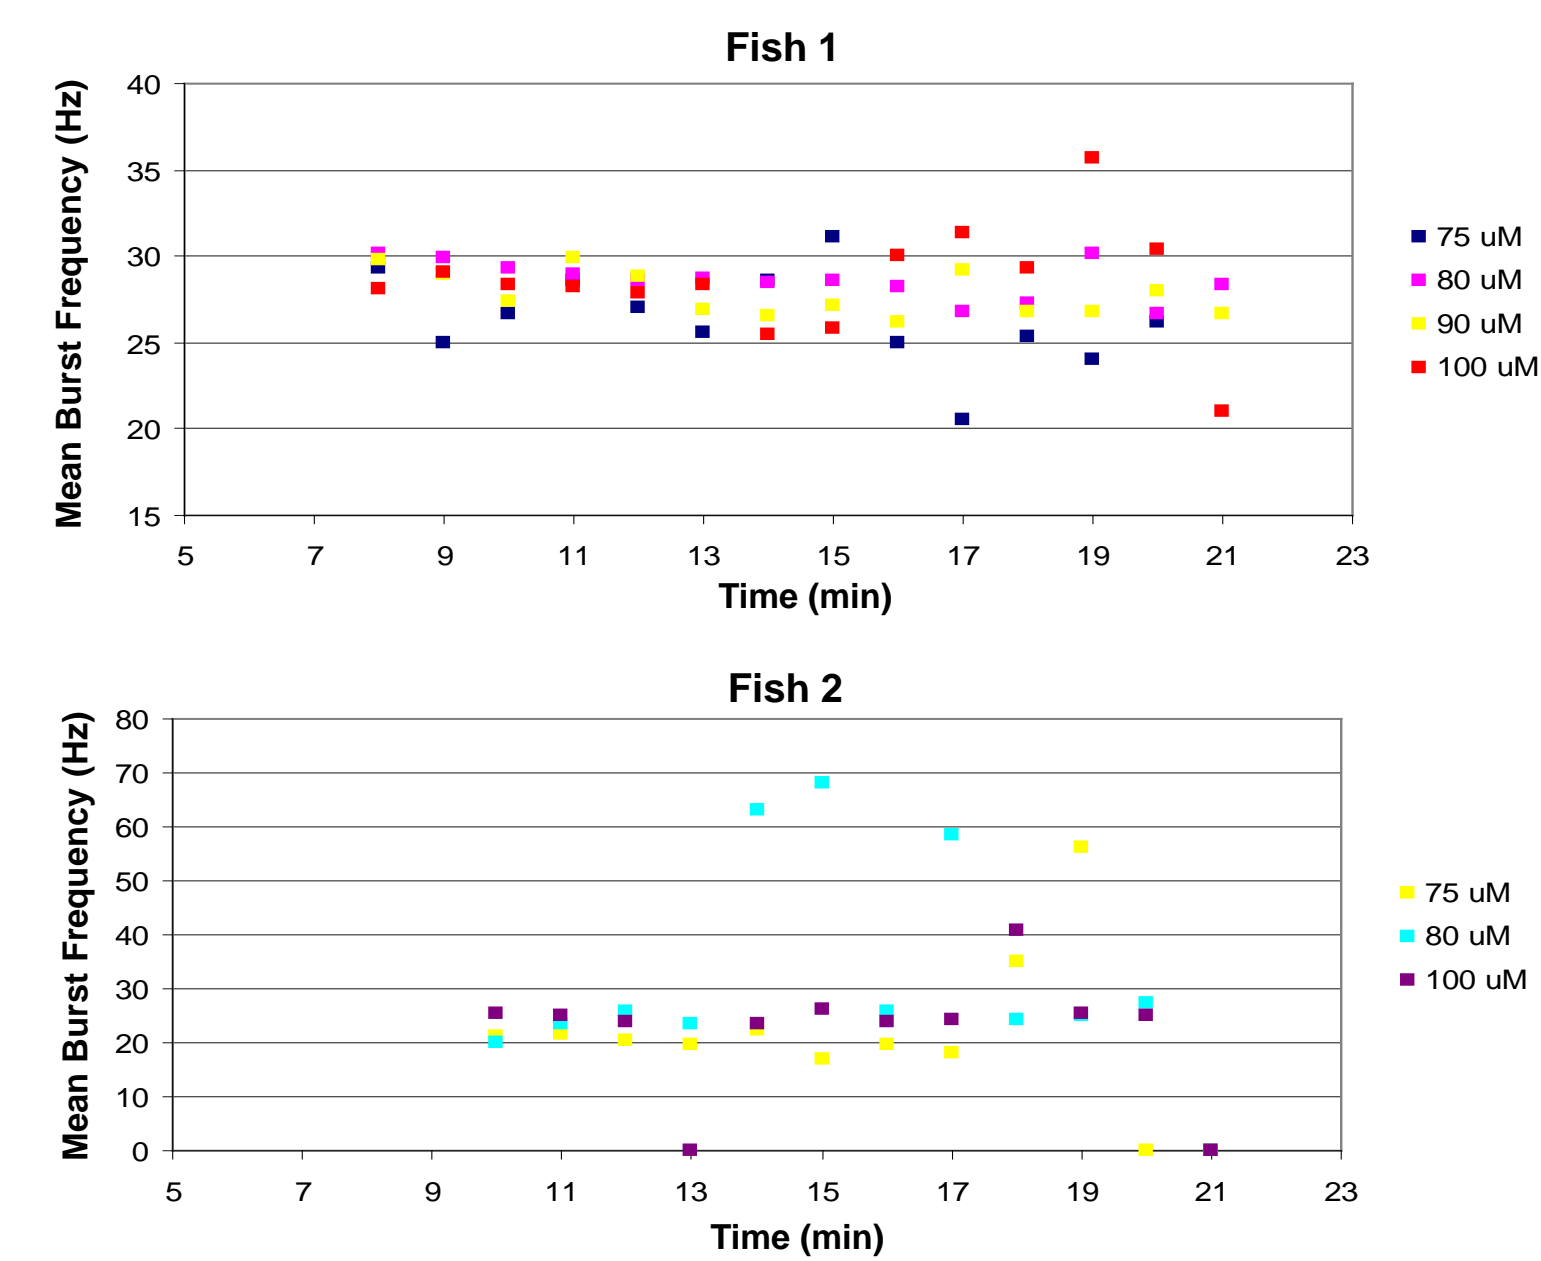 Fish 1
Mean Burst Frequency (Hz)
40
35
30
25
20
15
5 7 9 11 13 15 17 19 21 23
Time (min)
75 uM
80 uM
90 uM
100 uM
Fish 2
Mean Burst Frequency (Hz)
80
70
60
50
40
30
20
10
0
5 7 9 11 13 15 17 19 21 23
Time (min)
75 uM
80 uM
100 uM